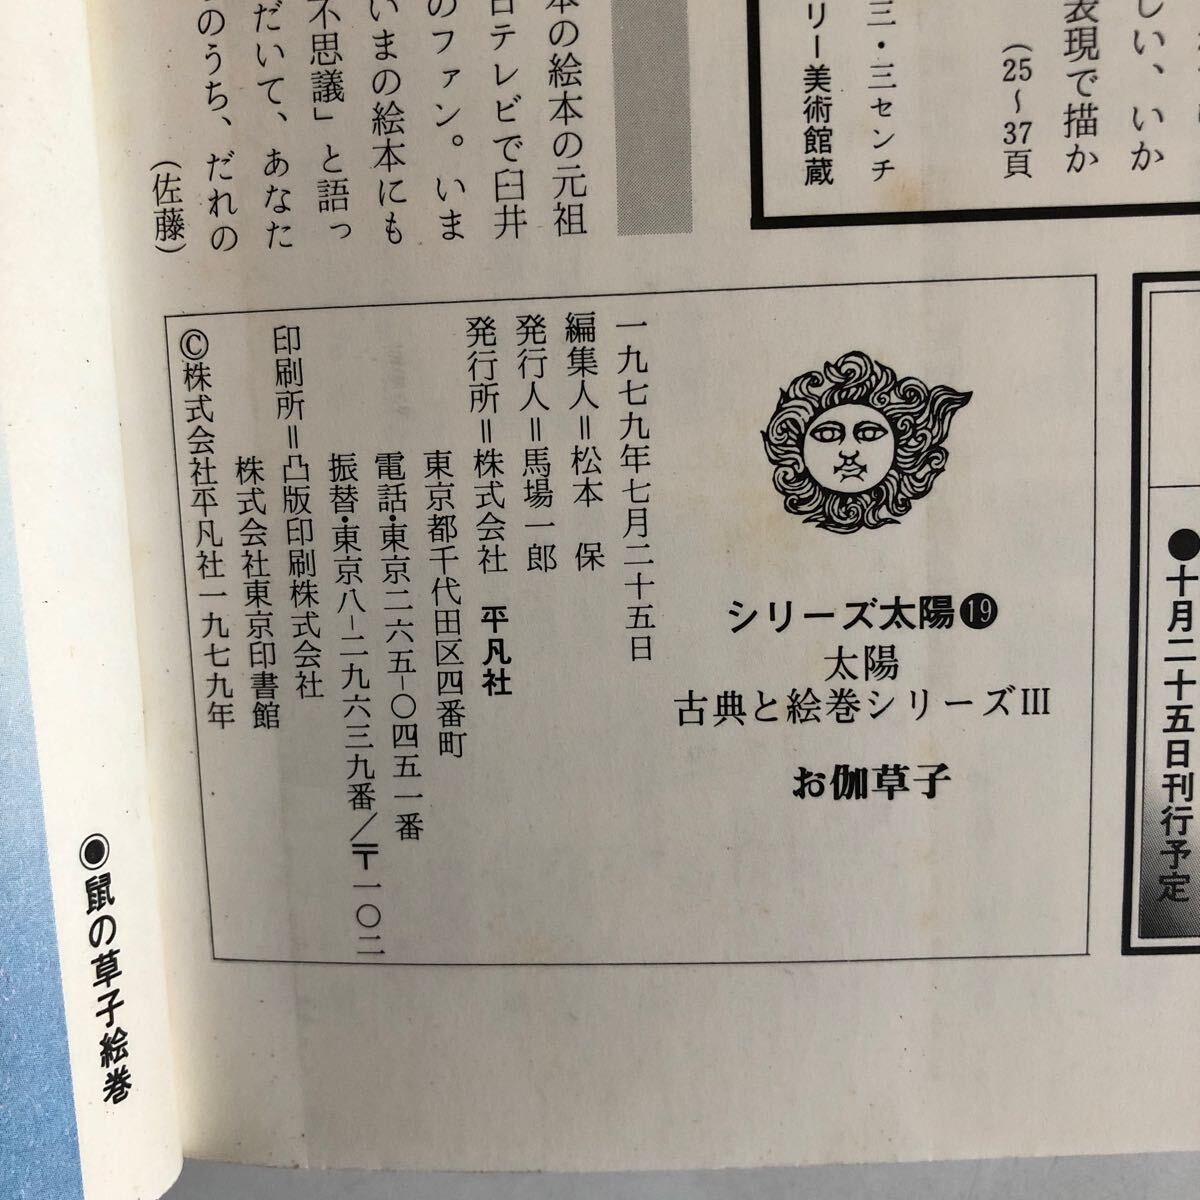 しい、いか
表現で描か
(25〜37頁
三・三センチ
リー美術館蔵
本の絵本の元祖
日テレビで臼井
のファン。いま
いまの絵本にも
不思議」と語っ
だいて、あなた
のうち、だれの
(佐藤)
●十月二十五日刊行予定
シリーズ太陽⓳
太陽
古典と絵巻シリーズIII
お伽草子
一九七九年七月二十五日
編集人＝松本 保
発行人＝馬場一郎
発行所＝株式会社 平凡社
東京都千代田区四番町
電話・東京二六五-〇四五一番
振替・東京八-二九六三九番/〒一〇二
印刷所＝凸版印刷株式会社
株式会社東京印書館
©株式会社平凡社一九七九年
◉鼠の草子絵巻